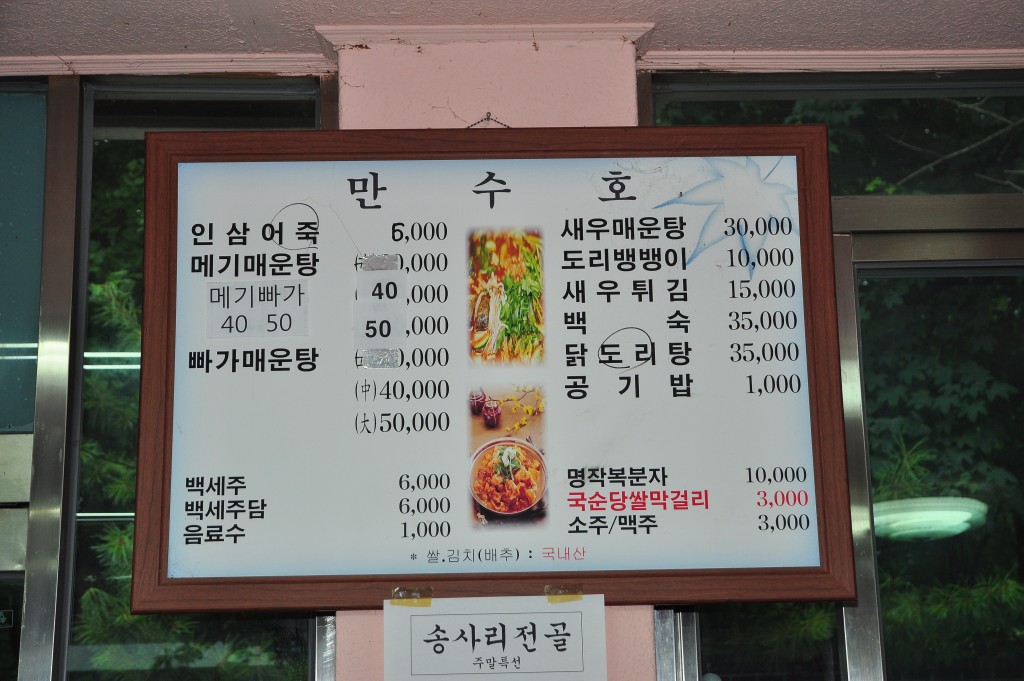 만 수 호
인 삼 어 죽 6,000
메기매운탕 0,000
메기빠가 40 ,000
40 50 50 ,000
빠가매운탕 0,000
(中)40,000
(大)50,000
새우매운탕 30,000
도리뱅뱅이 10,000
새 우 튀 김 15,000
백 숙 35,000
닭 도 리 탕 35,000
공 기 밥 1,000
백세주 6,000
백세주담 6,000
음료수 1,000
명작복분자 10,000
국순당쌀막걸리 3,000
소주/맥주 3,000
* 쌀.김치(배추) : 국내산
송사리전골
주말특선